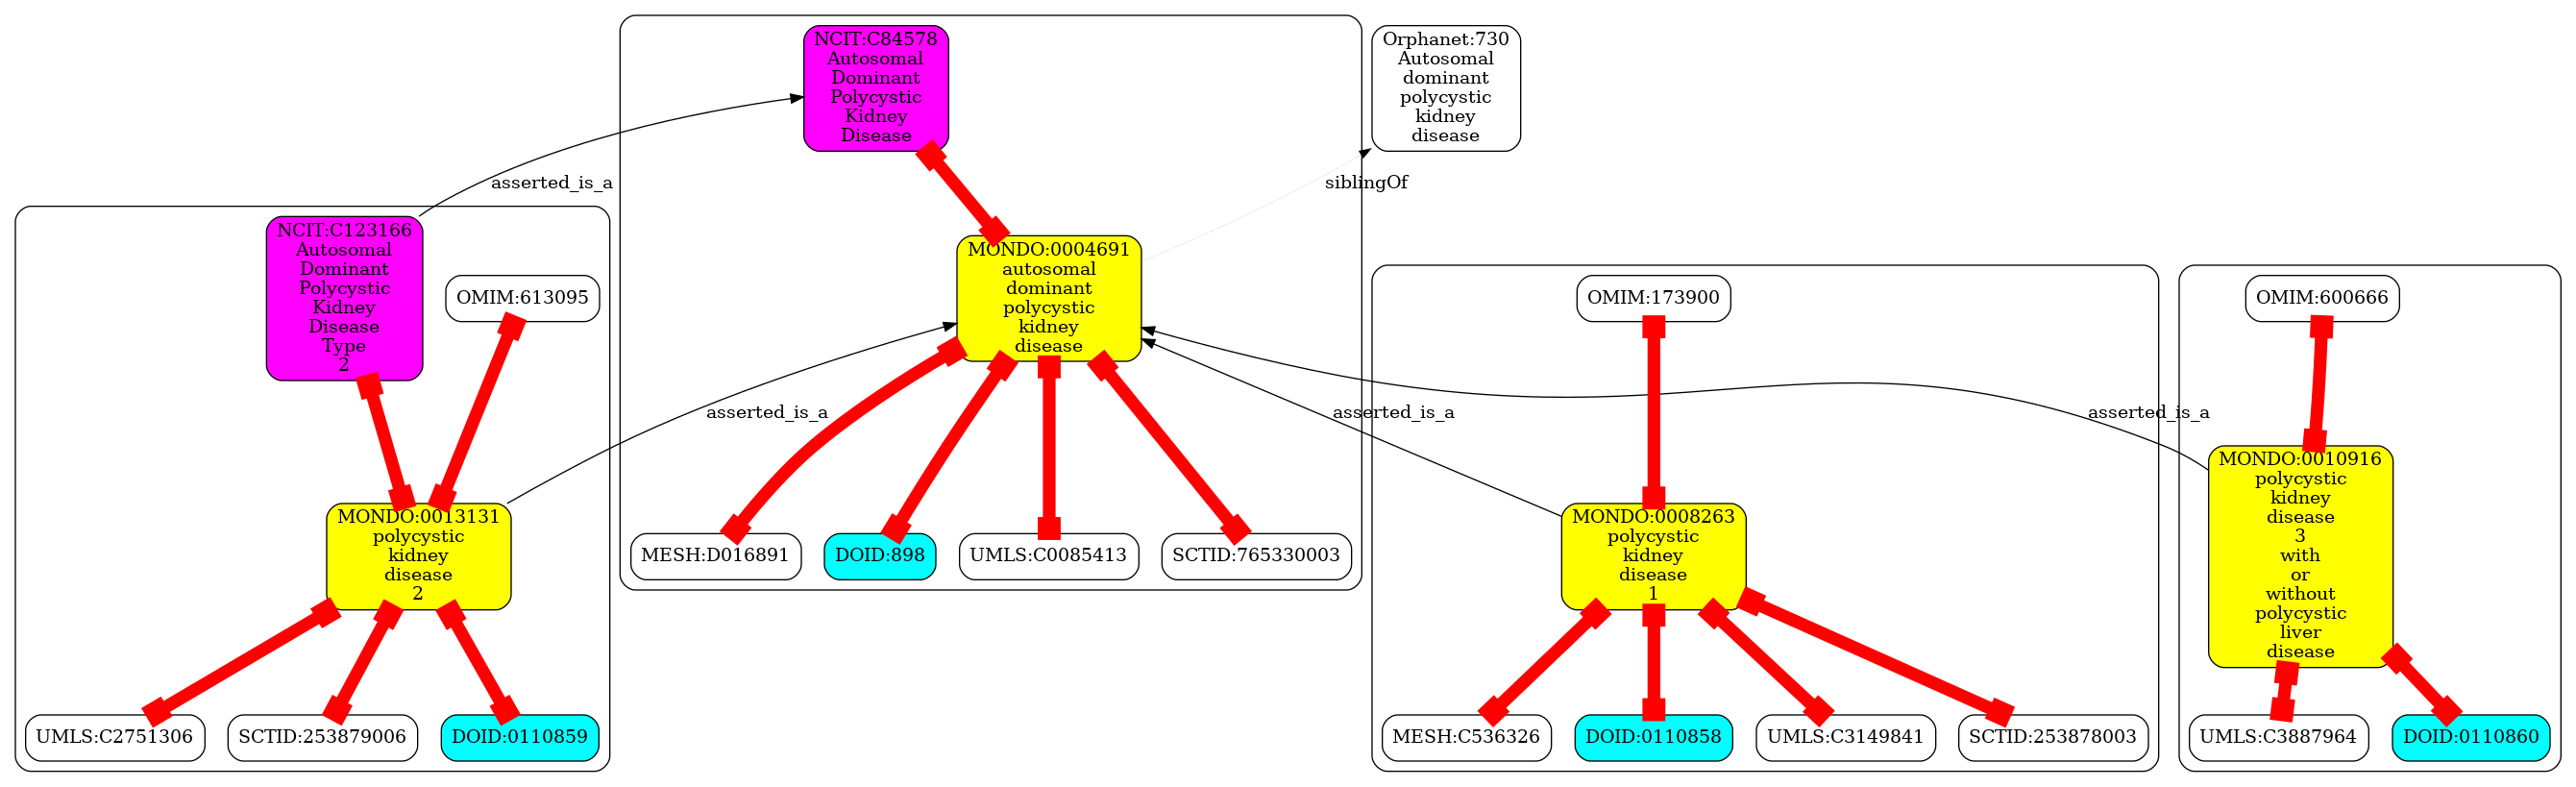 NCIT:C84578
Autosomal
Dominant
Polycystic
Kidney
Disease
Orphanet:730
Autosomal
dominant
polycystic
kidney
disease
asserted_is_a
siblingOf
NCIT:C123166
Autosomal
Dominant
Polycystic
Kidney
Disease
Type
2
OMIM:613095
MONDO:0004691
autosomal
dominant
polycystic
kidney
disease
OMIM:173900
OMIM:600666
asserted_is_a
asserted_is_a
asserted_is_a
MONDO:0013131
polycystic
kidney
disease
2
MESH:D016891
DOID:898
UMLS:C0085413
SCTID:765330003
MONDO:0008263
polycystic
kidney
disease
1
MONDO:0010916
polycystic
kidney
disease
3
with
or
without
polycystic
liver
disease
UMLS:C2751306
SCTID:253879006
DOID:0110859
MESH:C536326
DOID:0110858
UMLS:C3149841
SCTID:253878003
UMLS:C3887964
DOID:0110860